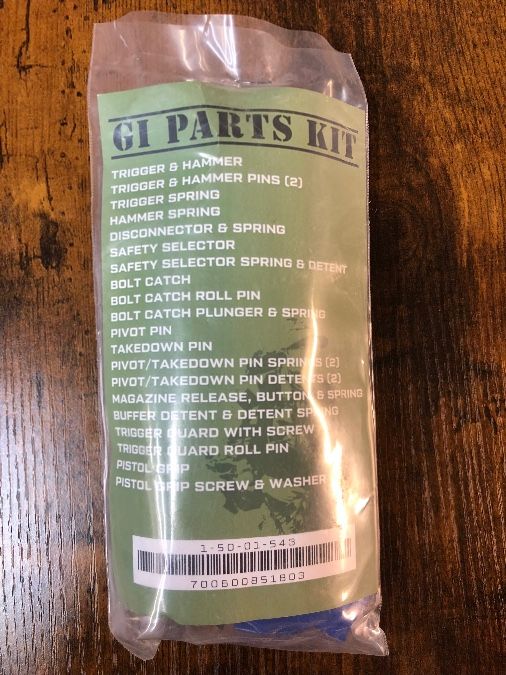 GI PARTS KIT
TRIGGER & HAMMER
TRIGGER & HAMMER PINS (2)
TRIGGER SPRING
HAMMER SPRING
DISCONNECTOR & SPRING
SAFETY SELECTOR
SAFETY SELECTOR SPRING & DETENT
BOLT CATCH
BOLT CATCH ROLL PIN
BOLT CATCH PLUNGER & SPRING
PIVOT PIN
TAKEDOWN PIN
PIVOT/TAKEDOWN PIN SPRINGS (2)
PIVOT/TAKEDOWN PIN DETENTS (2)
MAGAZINE RELEASE, BUTTON & SPRING
BUFFER DETENT & DETENT SPRING
TRIGGER GUARD WITH SCREW
TRIGGER GUARD ROLL PIN
PISTOL GRIP
PISTOL GRIP SCREW & WASHER
1-50-01-543
700600851803